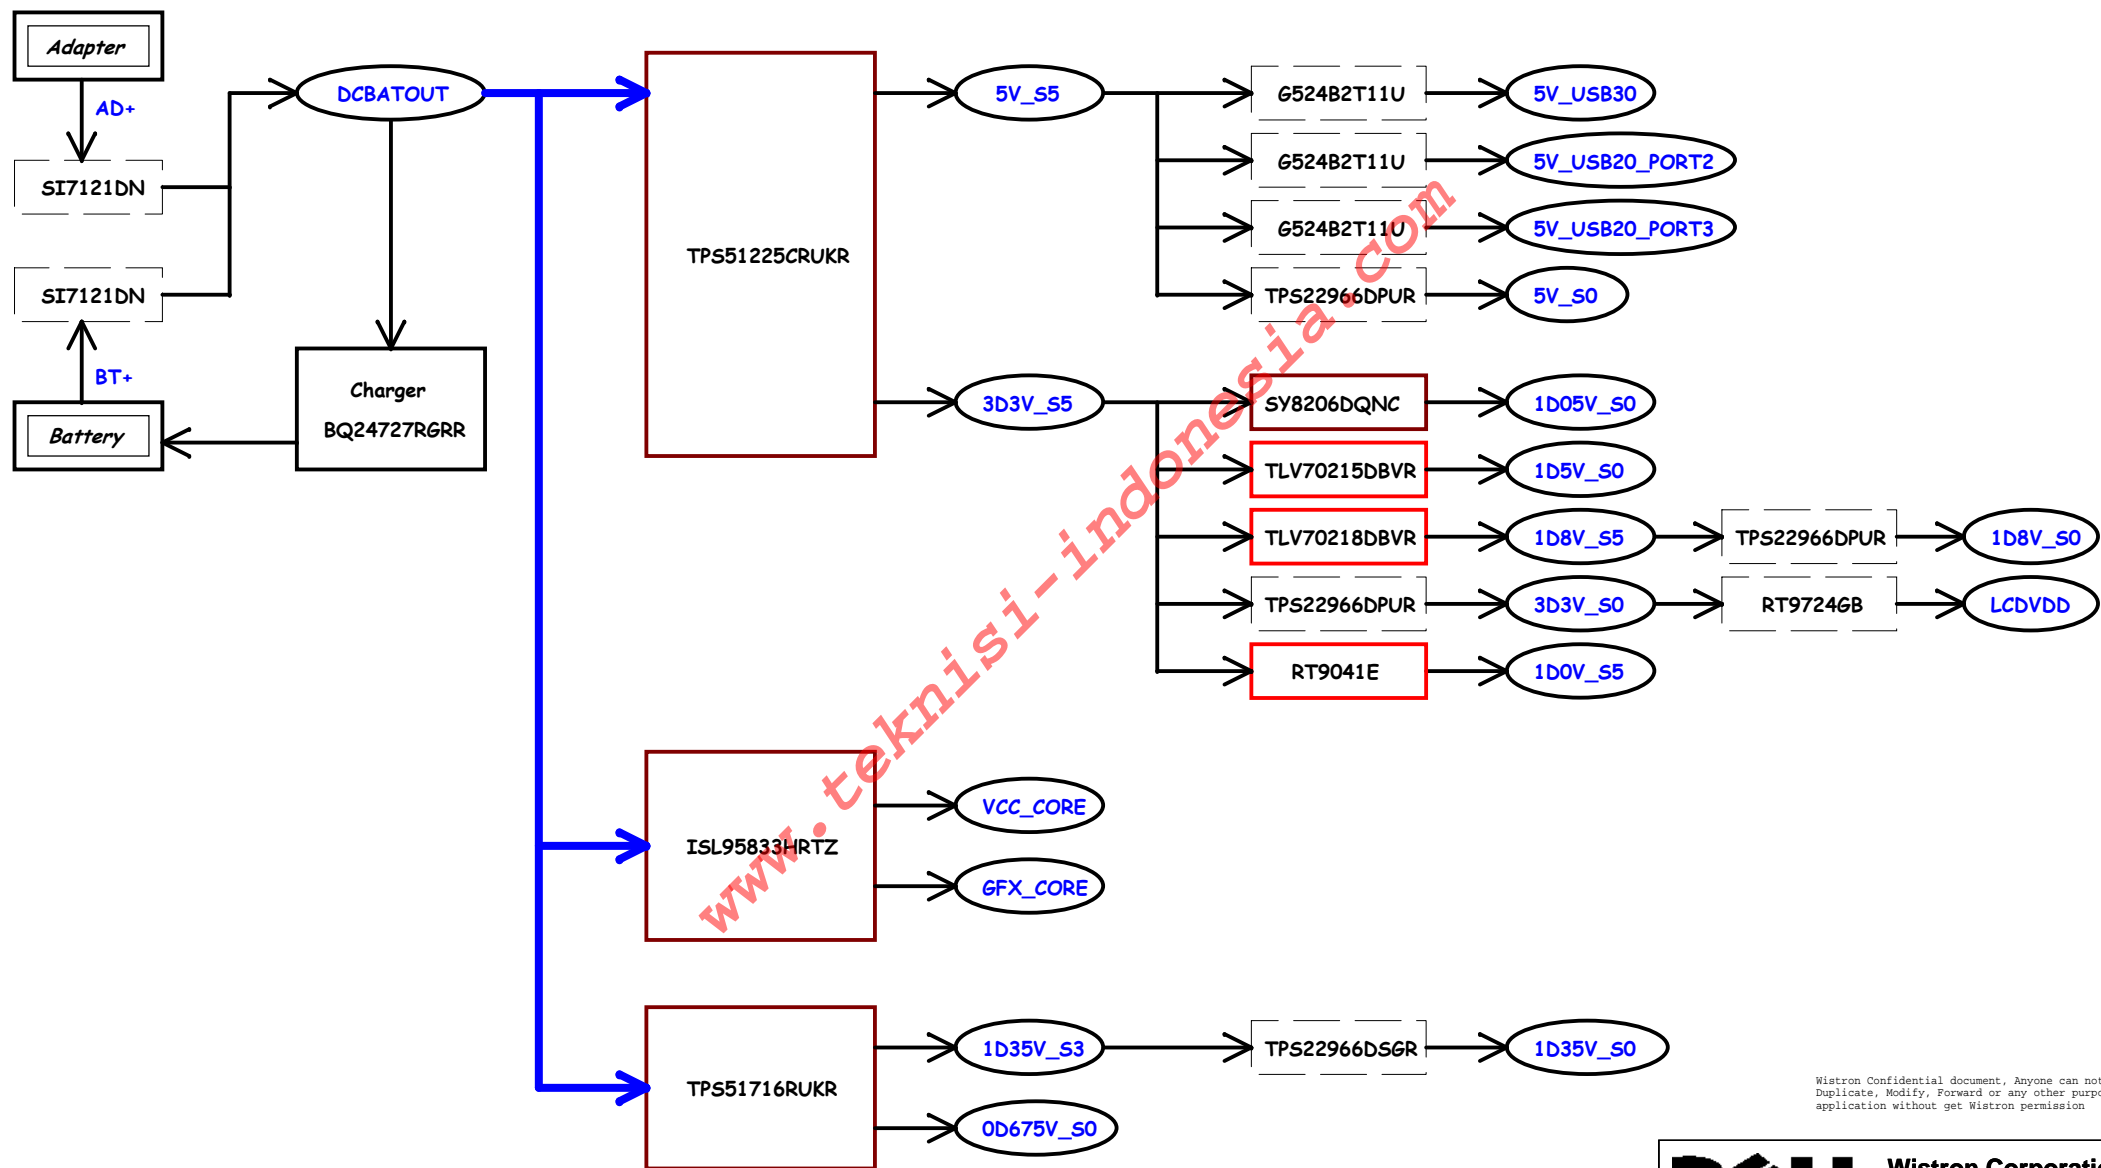 Adapter
AD+
SI7121DN
SI7121DN
BT+
Battery
DCBATOUT
Charger
BQ24727RGRR
TPS51225CRUKR
5V_S5
G524B2T11U
5V_USB30
G524B2T11U
5V_USB20_PORT2
G524B2T11U
5V_USB20_PORT3
TPS22966DPUR
5V_S0
3D3V_S5
SY8206DQNC
1D05V_S0
TLV70215DBVR
1D5V_S0
TLV70218DBVR
1D8V_S5
TPS22966DPUR
1D8V_S0
TPS22966DPUR
3D3V_S0
RT9724GB
LCDVDD
RT9041E
1D0V_S5
ISL95833HRTZ
VCC_CORE
GFX_CORE
TPS51716RUKR
1D35V_S3
TPS22966DSGR
1D35V_S0
0D675V_S0
www.teknisi-indonesia.com
Wistron Confidential document, Anyone can not
Duplicate, Modify, Forward or any other purpo
application without get Wistron permission
Wistron Corporatio